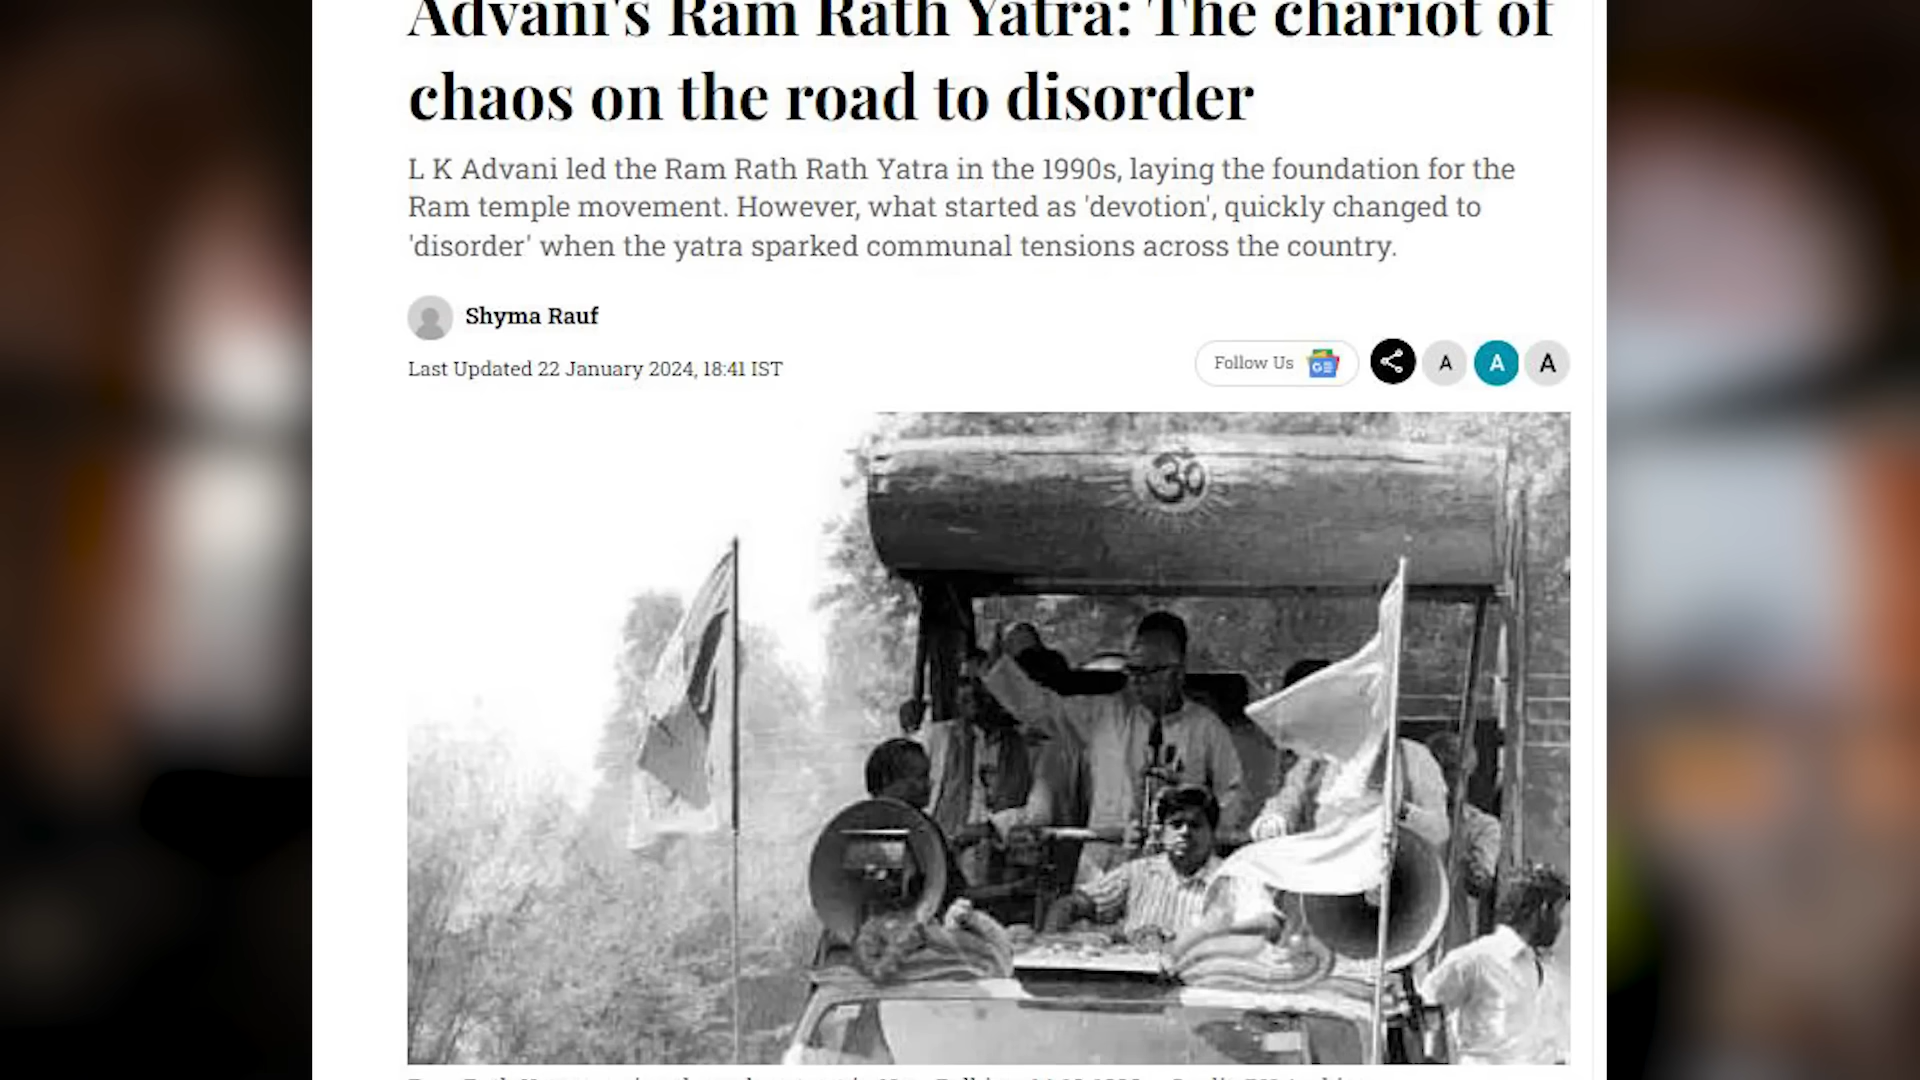 Advani's Ram Rath Yatra: The chariot of
chaos on the road to disorder
L K Advani led the Ram Rath Rath Yatra in the 1990s, laying the foundation for the
Ram temple movement. However, what started as 'devotion', quickly changed to
'disorder' when the yatra sparked communal tensions across the country.
Shyma Rauf
Last Updated 22 January 2024, 18:41 IST
Follow Us GE A A A
ॐ